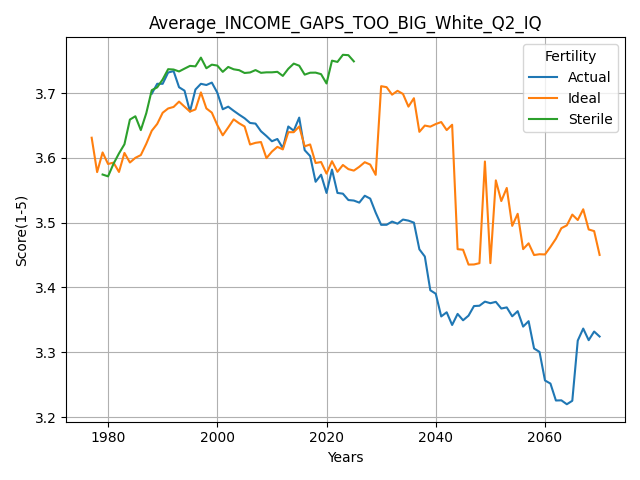 Average_INCOME_GAPS_TOO_BIG_White_Q2_IQ
Score(1-5)
3.7
3.6
3.5
3.4
3.3
3.2
Fertility
Actual
Ideal
Sterile
1980
2000
2020
2040
2060
Years